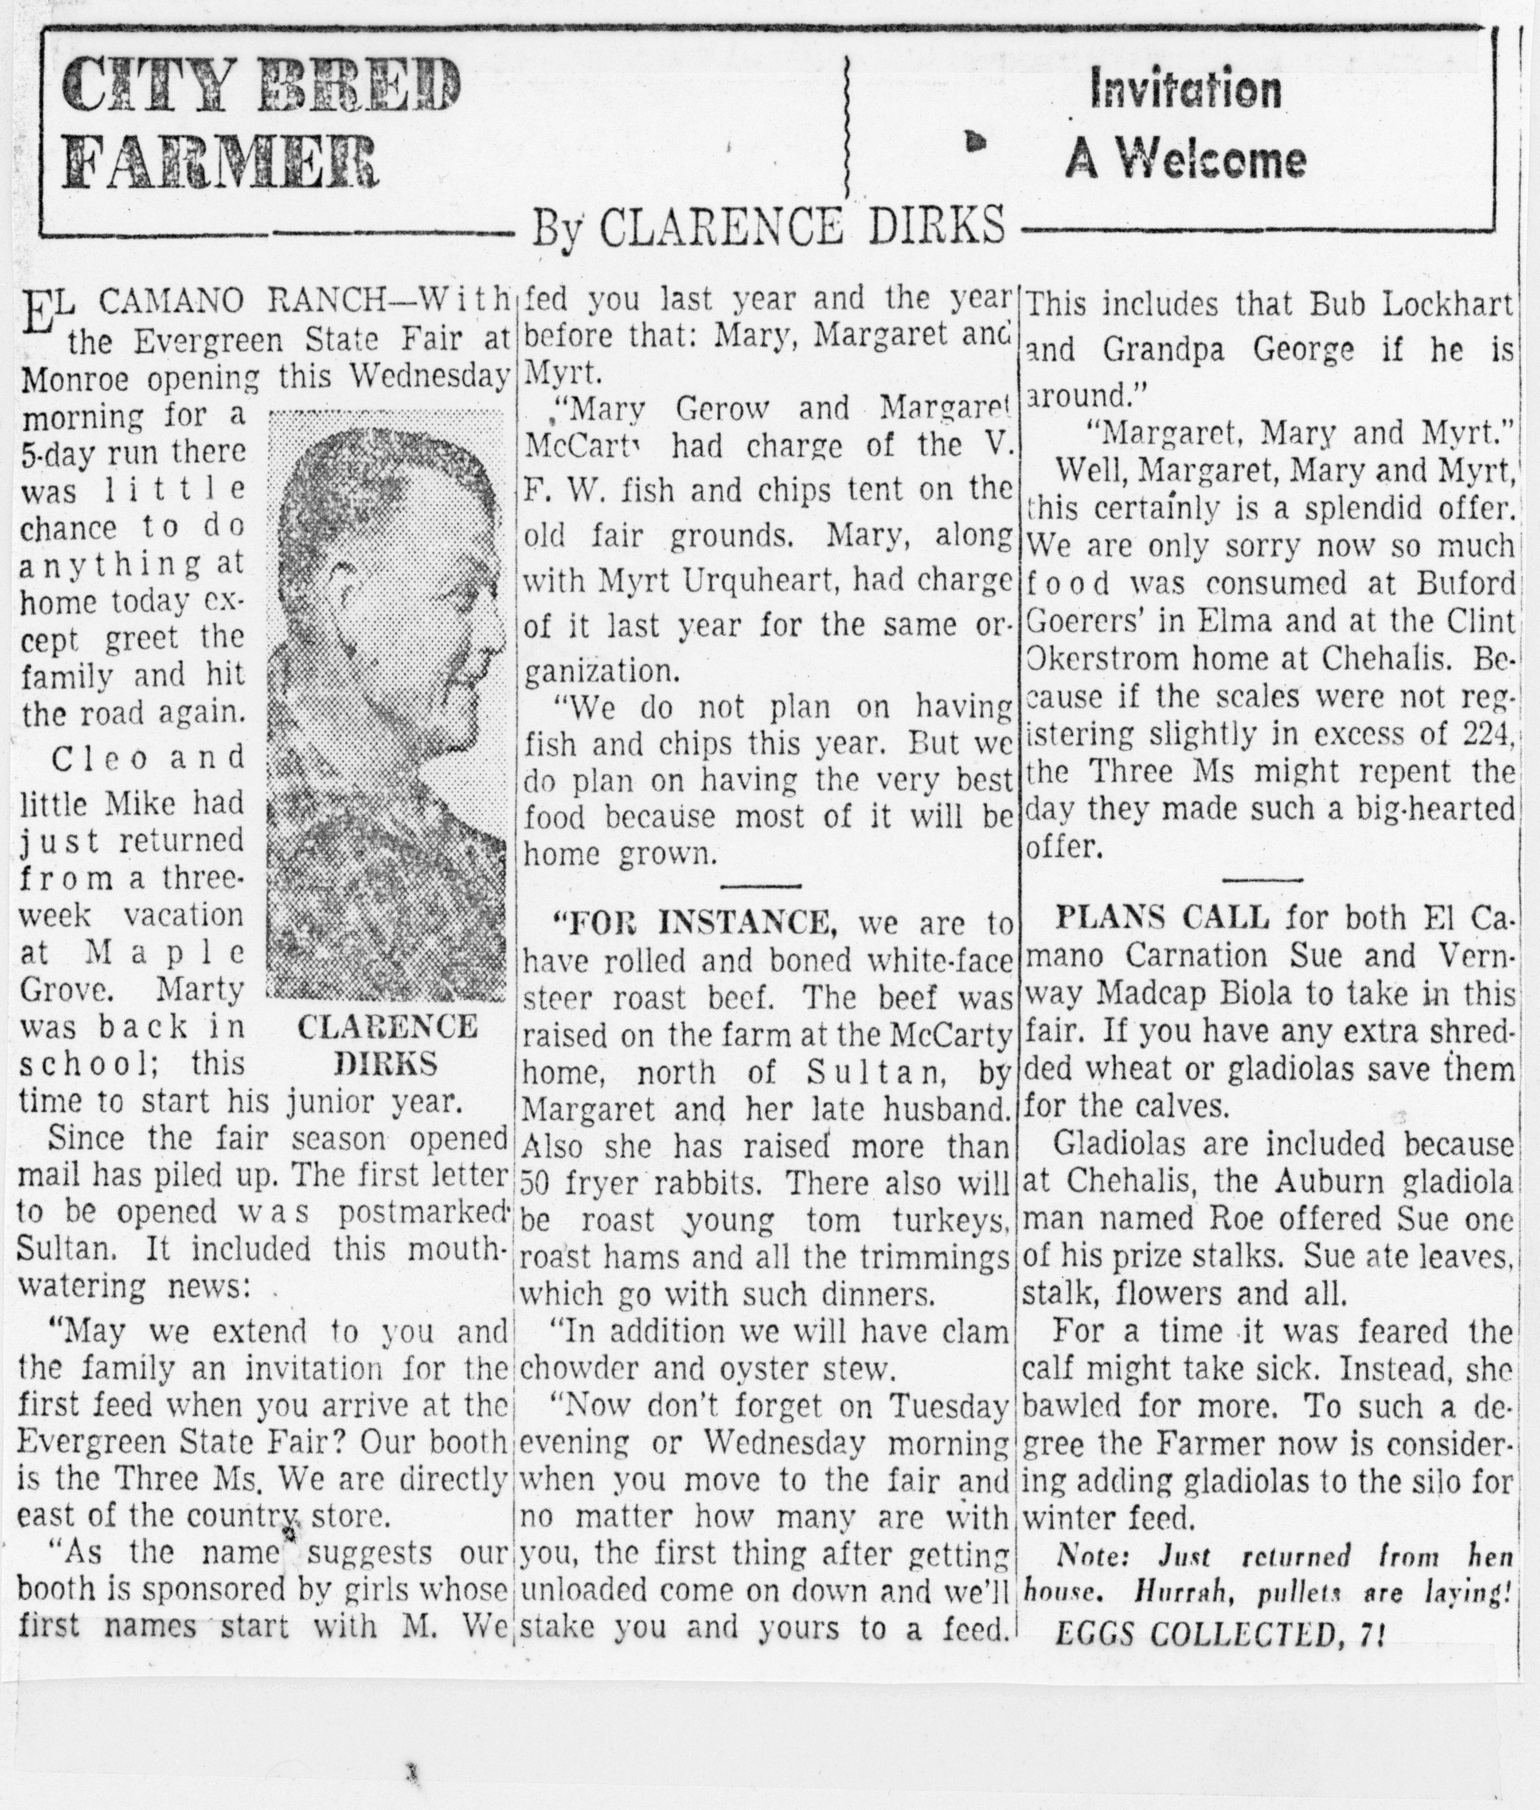 CITY BRED
FARMER
Invitation
A Welcome
By CLARENCE DIRKS
EL CAMANO RANCH—With
the Evergreen State Fair at
Monroe opening this Wednesday
morning for a
5-day run there
was little
chance to do
anything at
home today ex-
cept greet the
family and hit
the road again.
Cleo and
little Mike had
just returned
from a three-
week vacation
at Maple
Grove. Marty
was back in
school; this
CLARENCE
DIRKS
time to start his junior year.
Since the fair season opened
mail has piled up. The first letter
to be opened was postmarked
Sultan. It included this mouth-
watering news:
"May we extend to you and
the family an invitation for the
first feed when you arrive at the
Evergreen State Fair? Our booth
is the Three Ms. We are directly
east of the country store.
"As the name suggests our
booth is sponsored by girls whose
first names start with M. We
fed you last year and the year
before that: Mary, Margaret and
Myrt.
"Mary Gerow and Margaret
McCarty had charge of the V.
F. W. fish and chips tent on the
old fair grounds. Mary, along
with Myrt Urquheart, had charge
of it last year for the same or-
ganization.
"We do not plan on having
fish and chips this year. But we
do plan on having the very best
food because most of it will be
home grown.
"FOR INSTANCE, we are to
have rolled and boned white-face
steer roast beef. The beef was
raised on the farm at the McCarty
home, north of Sultan, by
Margaret and her late husband.
Also she has raised more than
50 fryer rabbits. There also will
be roast young tom turkeys,
roast hams and all the trimmings
which go with such dinners.
"In addition we will have clam
chowder and oyster stew.
"Now don't forget on Tuesday
evening or Wednesday morning
when you move to the fair and
no matter how many are with
you, the first thing after getting
unloaded come on down and we'll
stake you and yours to a feed.
This includes that Bub Lockhart
and Grandpa George if he is
around."
"Margaret, Mary and Myrt."
Well, Margaret, Mary and Myrt,
this certainly is a splendid offer.
We are only sorry now so much
food was consumed at Buford
Goerers' in Elma and at the Clint
Okerstrom home at Chehalis. Be-
cause if the scales were not reg-
istering slightly in excess of 224,
the Three Ms might repent the
day they made such a big-hearted
offer.
PLANS CALL for both El Ca-
mano Carnation Sue and Vern-
way Madcap Biola to take in this
fair. If you have any extra shred-
ded wheat or gladiolas save them
for the calves.
Gladiolas are included because
at Chehalis, the Auburn gladiola
man named Roe offered Sue one
of his prize stalks. Sue ate leaves,
stalk, flowers and all.
For a time it was feared the
calf might take sick. Instead, she
bawled for more. To such a de-
gree the Farmer now is consider-
ing adding gladiolas to the silo for
winter feed.
Note: Just returned from hen
house. Hurrah, pullets are laying!
EGGS COLLECTED, 7!